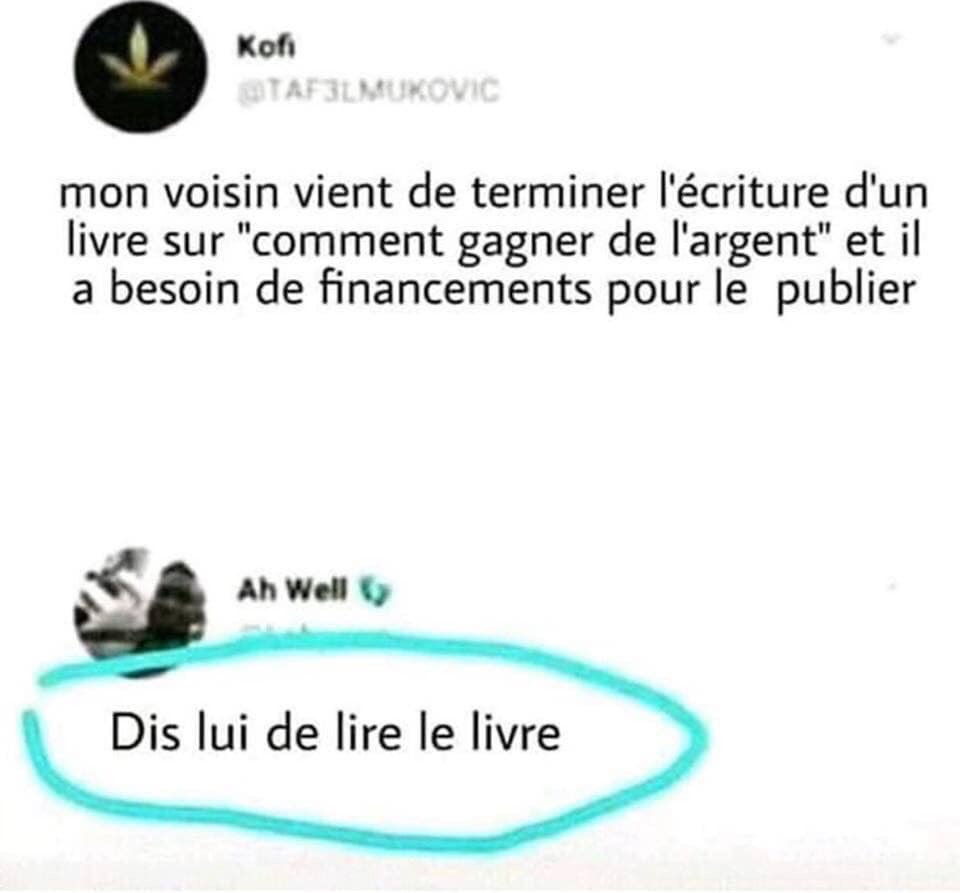 Kofi
@TAF3LMUKOVIC
mon voisin vient de terminer l'écriture d'un
livre sur "comment gagner de l'argent" et il
a besoin de financements pour le publier
Ah Well
Dis lui de lire le livre